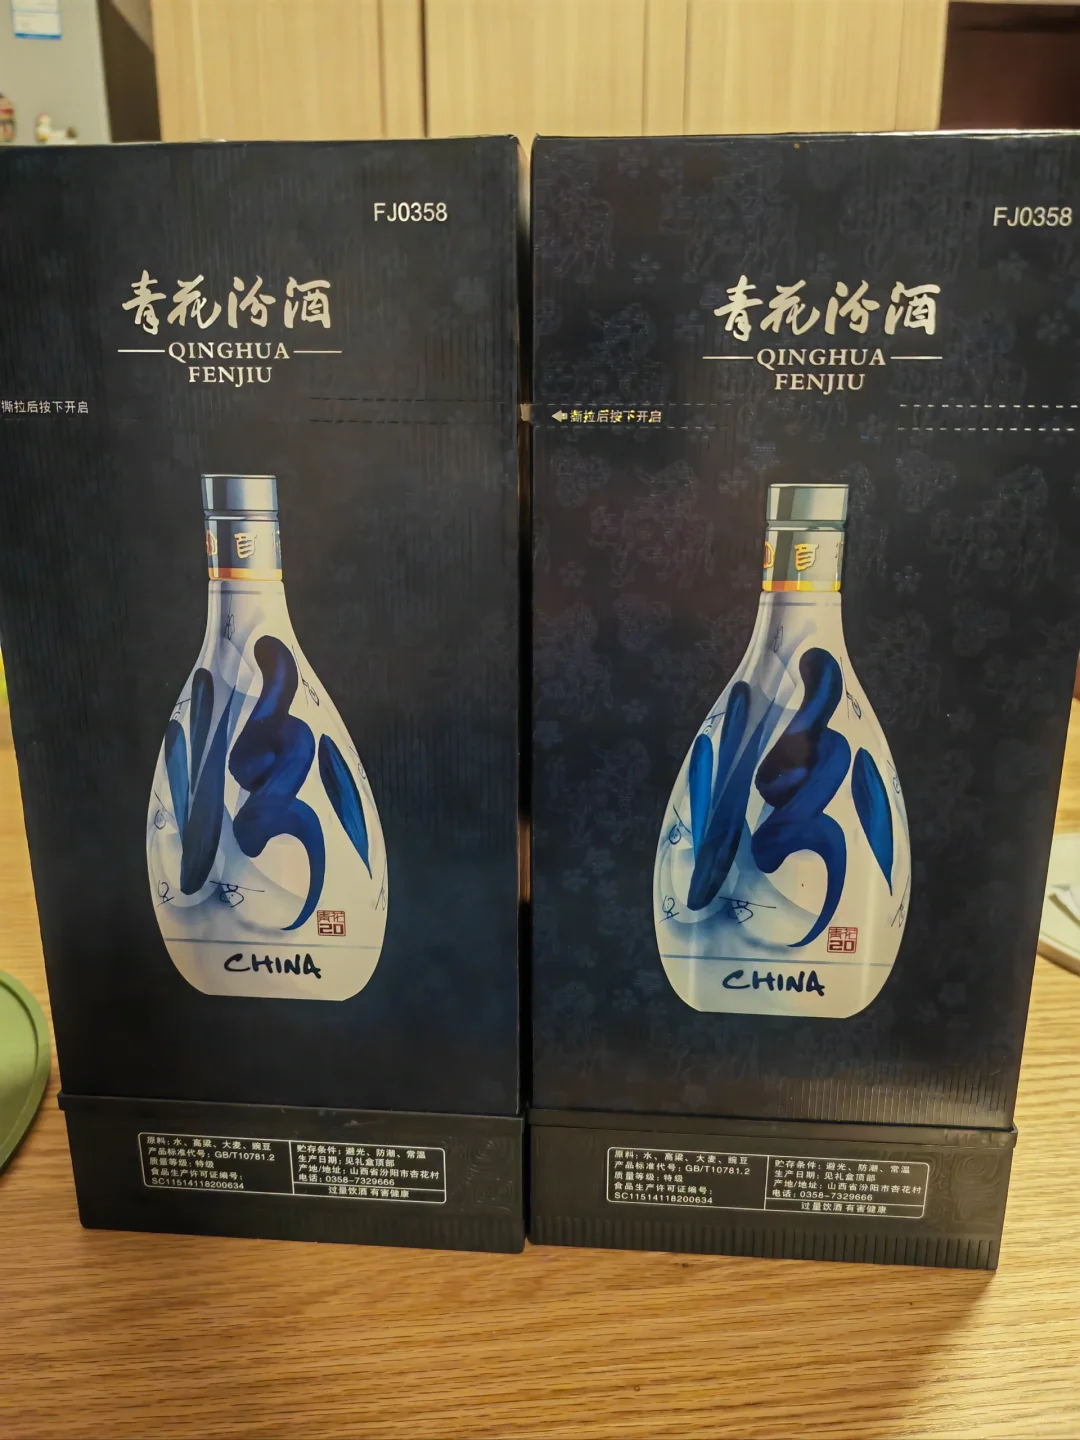 FJ0358
青花汾酒
QINGHUA
FENJIU
撕拉后按下开启
青花
20
CHINA
原料：水、高粱、大麦、豌豆
产品标准代号：GB/T10781.2
质量等级：特级
食品生产许可证编号：
SC11514118200634
贮存条件：避光、防潮、常温
生产日期：见礼盒顶部
产地/地址：山西省汾阳市杏花村
电话：0358-7329666
过量饮酒 有害健康
FJ0358
青花汾酒
QINGHUA
FENJIU
撕拉后按下开启
青花
20
CHINA
原料：水、高粱、大麦、豌豆
产品标准代号：GB/T10781.2
质量等级：特级
食品生产许可证编号：
SC11514118200634
贮存条件：避光、防潮、常温
生产日期：见礼盒顶部
产地/地址：山西省汾阳市杏花村
电话：0358-7329666
过量饮酒 有害健康